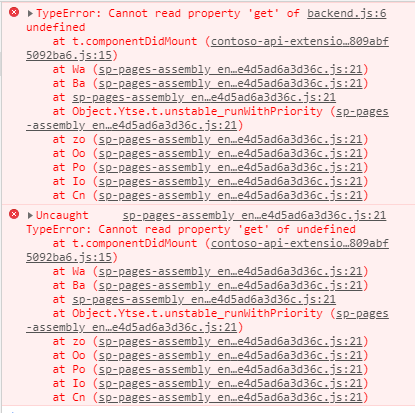 TypeError: Cannot read property 'get' of backend.js:6
undefined
at t.componentDidMount (contoso-api-extensio…809abf
5092ba6.js:15)
at Wa (sp-pages-assembly_en…e4d5ad6a3d36c.js:21)
at Ba (sp-pages-assembly_en…e4d5ad6a3d36c.js:21)
at sp-pages-assembly_en…e4d5ad6a3d36c.js:21
at Object.Ytse.t.unstable_runWithPriority (sp-pages
-assembly_en…e4d5ad6a3d36c.js:21)
at zo (sp-pages-assembly_en…e4d5ad6a3d36c.js:21)
at Oo (sp-pages-assembly_en…e4d5ad6a3d36c.js:21)
at Po (sp-pages-assembly_en…e4d5ad6a3d36c.js:21)
at Io (sp-pages-assembly_en…e4d5ad6a3d36c.js:21)
at Cn (sp-pages-assembly_en…e4d5ad6a3d36c.js:21)
Uncaught sp-pages-assembly_en…e4d5ad6a3d36c.js:21
TypeError: Cannot read property 'get' of undefined
at t.componentDidMount (contoso-api-extensio…809abf
5092ba6.js:15)
at Wa (sp-pages-assembly_en…e4d5ad6a3d36c.js:21)
at Ba (sp-pages-assembly_en…e4d5ad6a3d36c.js:21)
at sp-pages-assembly_en…e4d5ad6a3d36c.js:21
at Object.Ytse.t.unstable_runWithPriority (sp-pages
-assembly_en…e4d5ad6a3d36c.js:21)
at zo (sp-pages-assembly_en…e4d5ad6a3d36c.js:21)
at Oo (sp-pages-assembly_en…e4d5ad6a3d36c.js:21)
at Po (sp-pages-assembly_en…e4d5ad6a3d36c.js:21)
at Io (sp-pages-assembly_en…e4d5ad6a3d36c.js:21)
at Cn (sp-pages-assembly_en…e4d5ad6a3d36c.js:21)